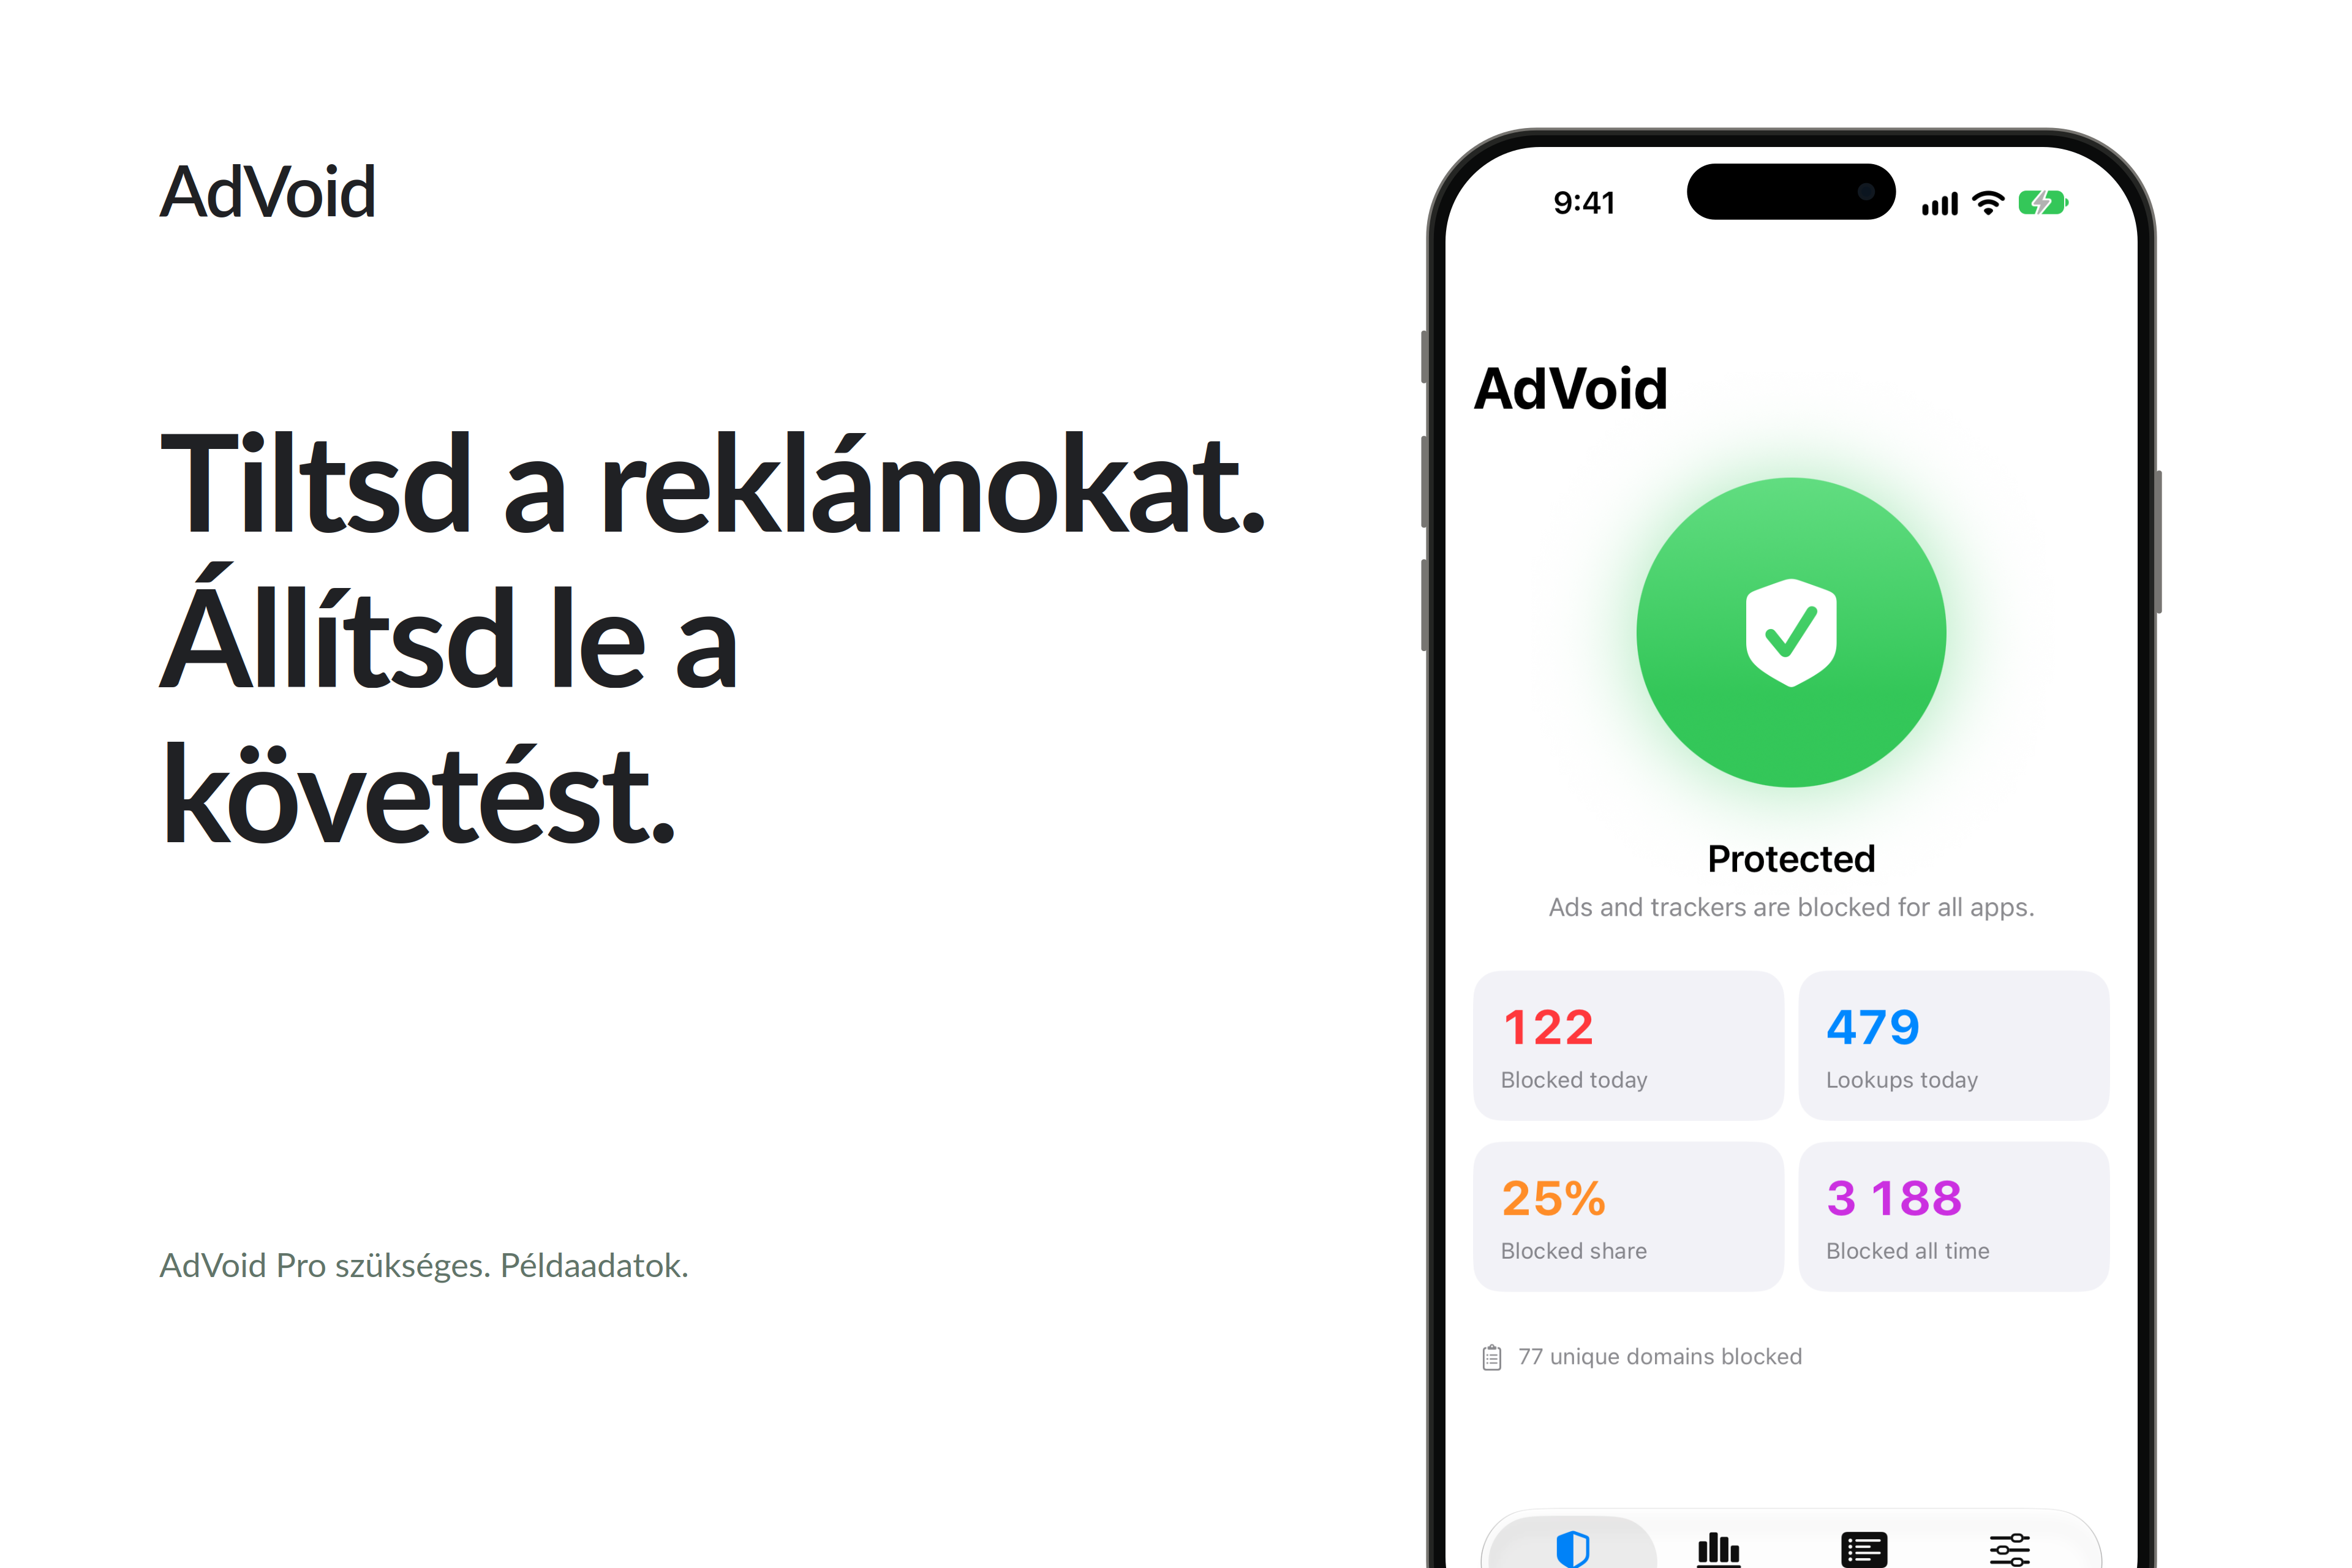 AdVoid
Tiltsd a reklámokat.
Állítsd le a
követést.
AdVoid Pro szükséges. Példaadatok.
9:41
AdVoid
Protected
Ads and trackers are blocked for all apps.
122
Blocked today
479
Lookups today
25%
Blocked share
3 188
Blocked all time
77 unique domains blocked